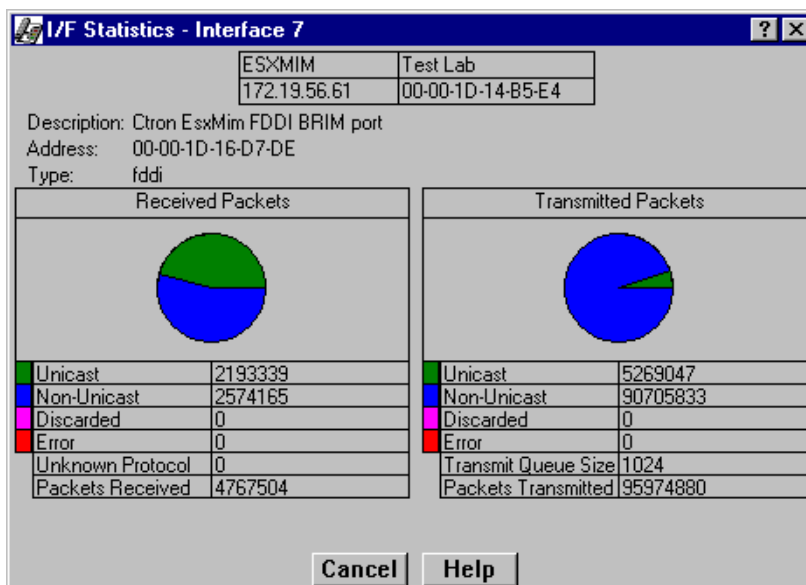 I/F Statistics - Interface 7
? X
ESXMIM Test Lab
172.19.56.61 00-00-1D-14-B5-E4
Description: Ctron EsxMim FDDI BRIM port
Address: 00-00-1D-16-D7-DE
Type: fddi
Received Packets
Unicast 2193339
Non-Unicast 2574165
Discarded 0
Error 0
Unknown Protocol 0
Packets Received 4767504
Transmitted Packets
Unicast 5269047
Non-Unicast 90705833
Discarded 0
Error 0
Transmit Queue Size 1024
Packets Transmitted 95974880
Cancel Help